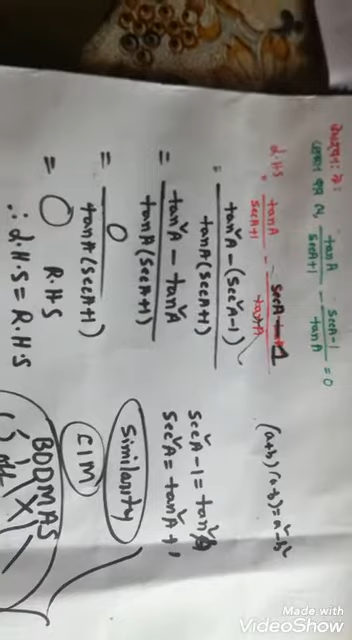 প্রমাণ কর যে, tanA/(secA+1) − (secA−1)/tanA = 0
L.H.S = tanA/(secA+1) − (secA−1)/tanA
= (tan²A − (sec²A−1))/(tanA(secA+1))
= (tan²A − tan²A)/(tanA(secA+1))
= 0/(tanA(secA+1))
= 0 R.H.S
∴ L.H.S = R.H.S
(a+b)(a-b)=a²-b²
sec²A−1=tan²A
sec²A=tan²A+1
Similarity
CIM
BODMAS
Made with
VideoShow